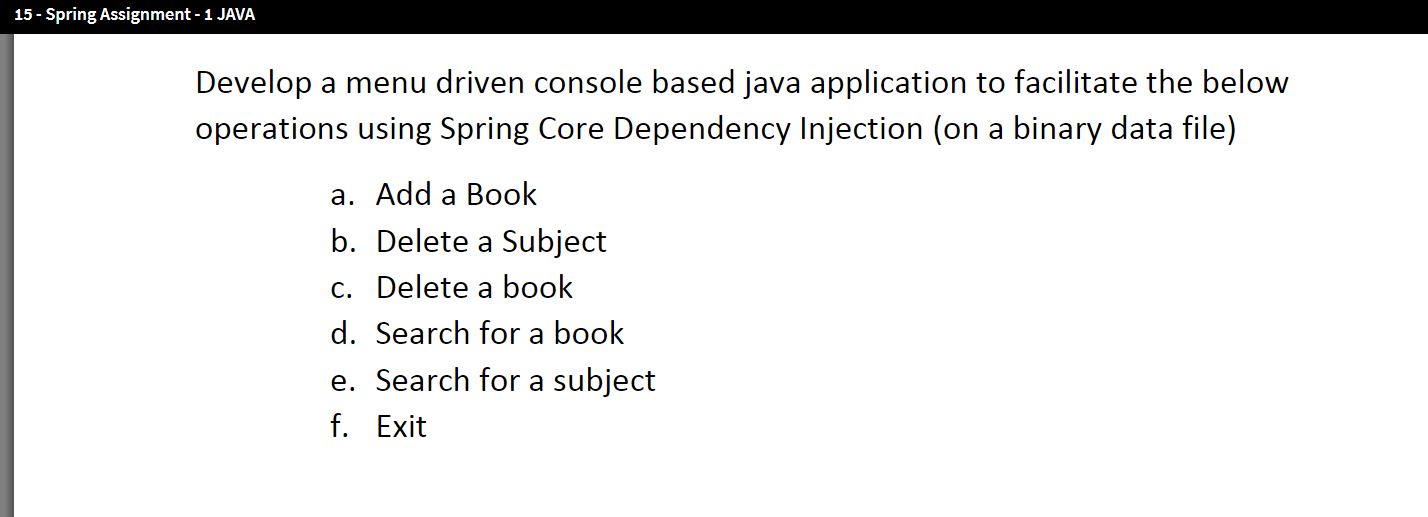 15 - Spring Assignment - 1 JAVA
Develop a menu driven console based java application to facilitate the below
operations using Spring Core Dependency Injection (on a binary data file)
a. Add a Book
b. Delete a Subject
c. Delete a book
d. Search for a book
e. Search for a subject
f. Exit